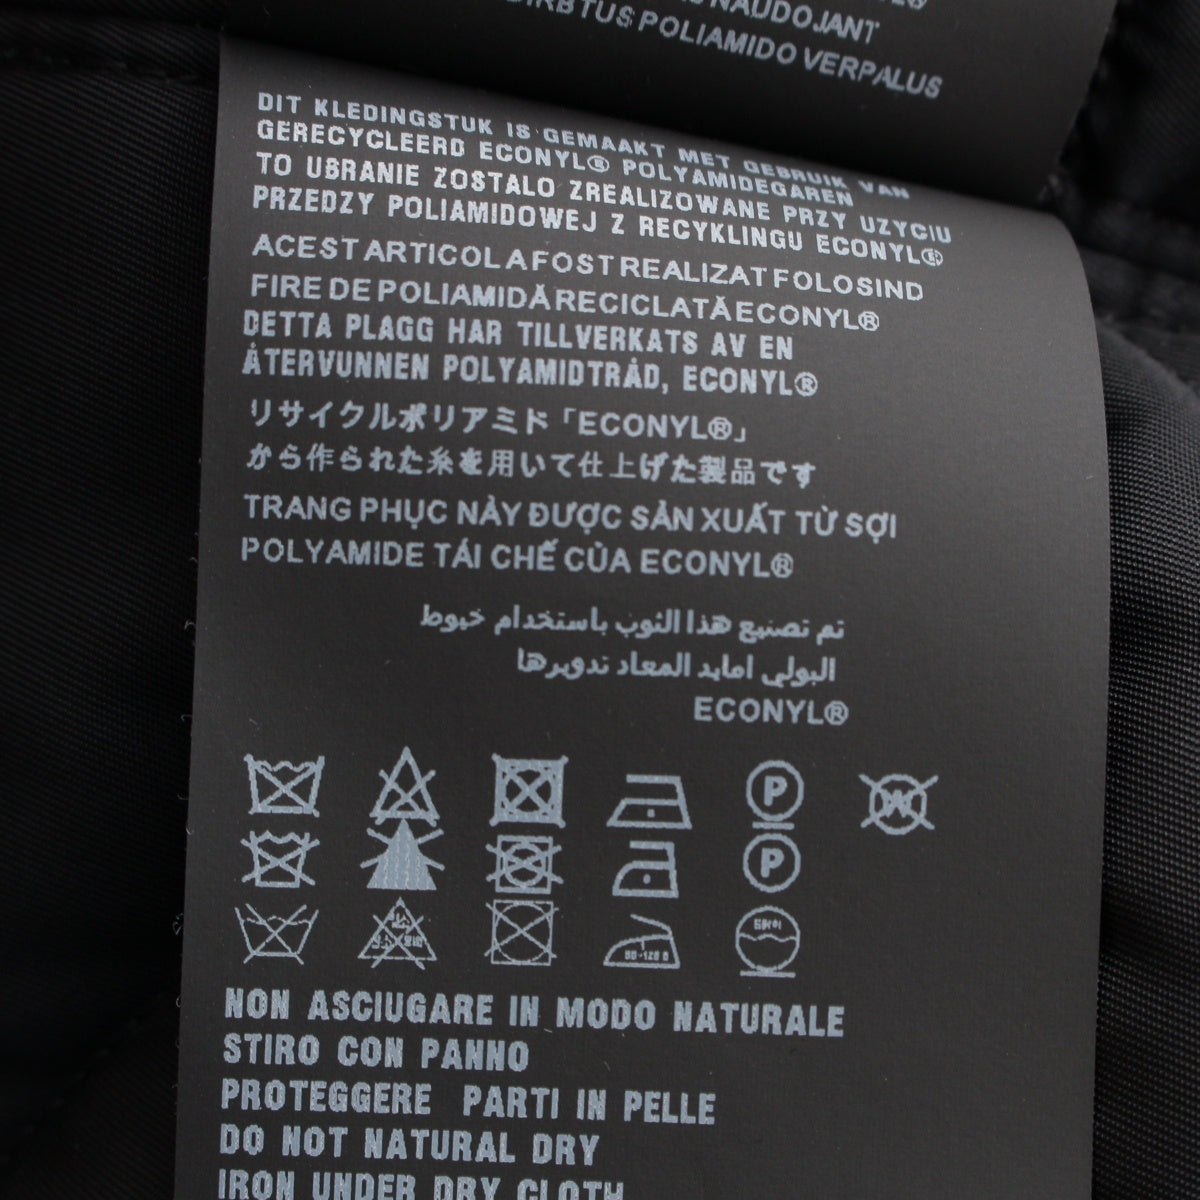 NAUDOJANT
DIRBTUS POLIAMIDO VERPALUS
DIT KLEDINGSTUK IS GEMAAKT MET GEBRUIK VAN
GERECYCLEERD ECONYL® POLYAMIDEGAREN
TO UBRANIE ZOSTALO ZREALIZOWANE PRZY UZYCIU
PRZEDZY POLIAMIDOWEJ Z RECYKLINGU ECONYL®
ACEST ARTICOL A FOST REALIZAT FOLOSIND
FIRE DE POLIAMIDĂ RECICLATĂ ECONYL®
DETTA PLAGG HAR TILLVERKATS AV EN
ÅTERVUNNEN POLYAMIDTRÅD, ECONYL®
リサイクルポリアミド「ECONYL®」
から作られた糸を用いて仕上げた製品です
TRANG PHỤC NÀY ĐƯỢC SẢN XUẤT TỪ SỢI
POLYAMIDE TÁI CHẾ CỦA ECONYL®
تم تصنيع هذا الثوب باستخدام خيوط
البولي امايد المعاد تدويرها
ECONYL®
P
W
P
NON ASCIUGARE IN MODO NATURALE
STIRO CON PANNO
PROTEGGERE PARTI IN PELLE
DO NOT NATURAL DRY
IRON UNDER DRY CLOTH